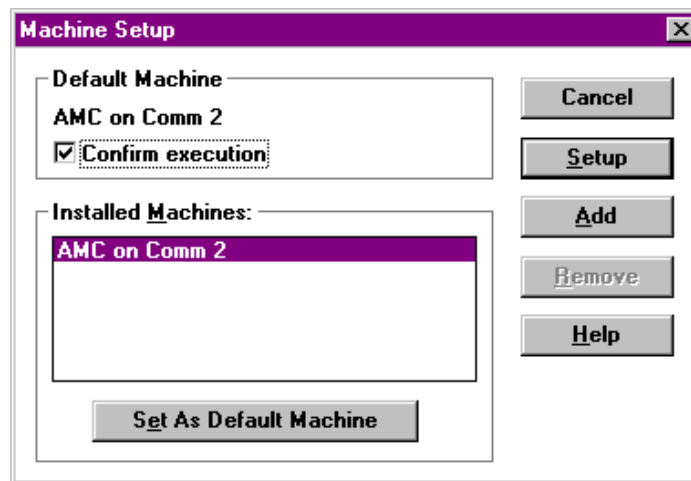 Machine Setup
Default Machine
AMC on Comm 2
Confirm execution
Installed Machines:
AMC on Comm 2
Set As Default Machine
Cancel
Setup
Add
Remove
Help